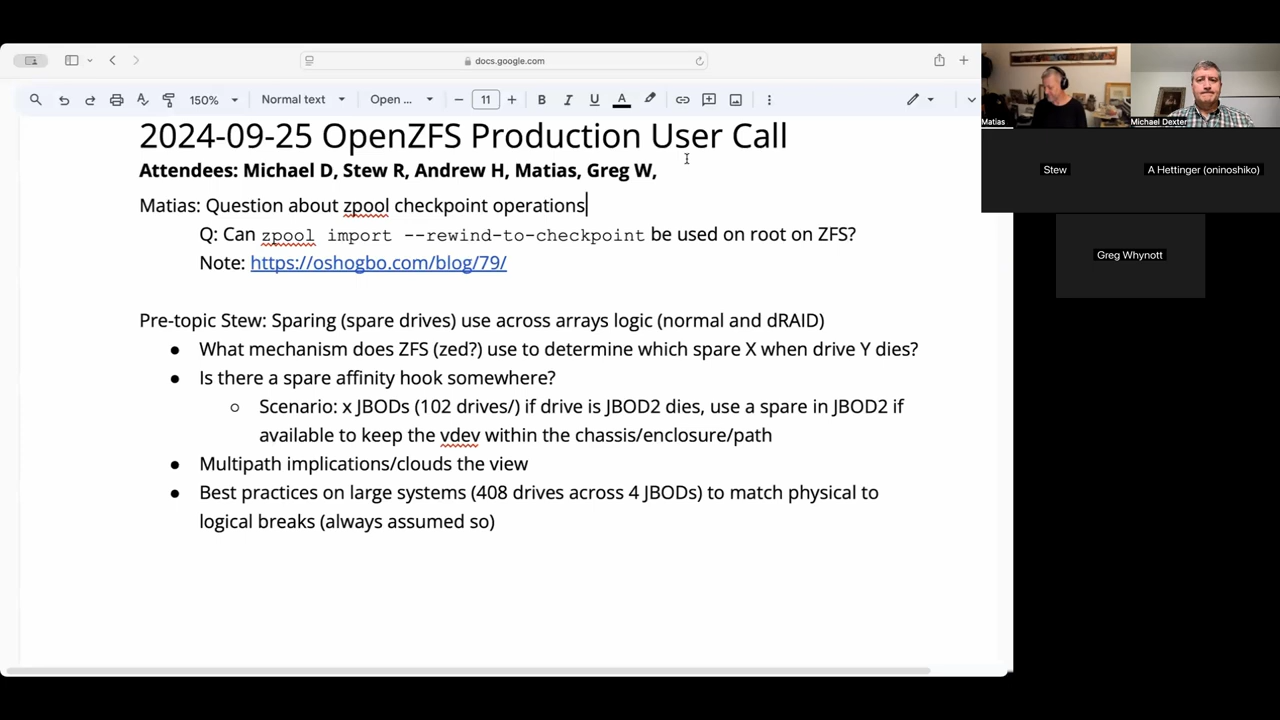 docs.google.com
150%
Normal text
Open ...
11
B
I
U
A
2024-09-25 OpenZFS Production User Call
Attendees: Michael D, Stew R, Andrew H, Matias, Greg W,
Matias: Question about zpool checkpoint operations
Q: Can zpool import --rewind-to-checkpoint be used on root on ZFS?
Note: https://oshogbo.com/blog/79/
Pre-topic Stew: Sparing (spare drives) use across arrays logic (normal and dRAID)
● What mechanism does ZFS (zed?) use to determine which spare X when drive Y dies?
● Is there a spare affinity hook somewhere?
○ Scenario: x JBODs (102 drives/) if drive is JBOD2 dies, use a spare in JBOD2 if
available to keep the vdev within the chassis/enclosure/path
● Multipath implications/clouds the view
● Best practices on large systems (408 drives across 4 JBODs) to match physical to
logical breaks (always assumed so)
Matias
Michael Dexter
Stew
A Hettinger (oninoshiko)
Greg Whynott